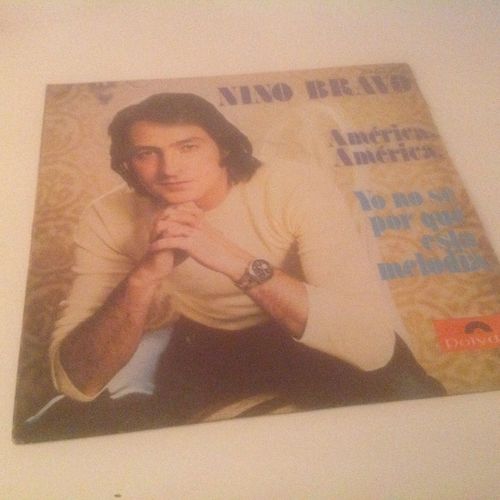 NINO BRAVO
América,
América
Yo no sé
por qué
esta
melodía
Polydor